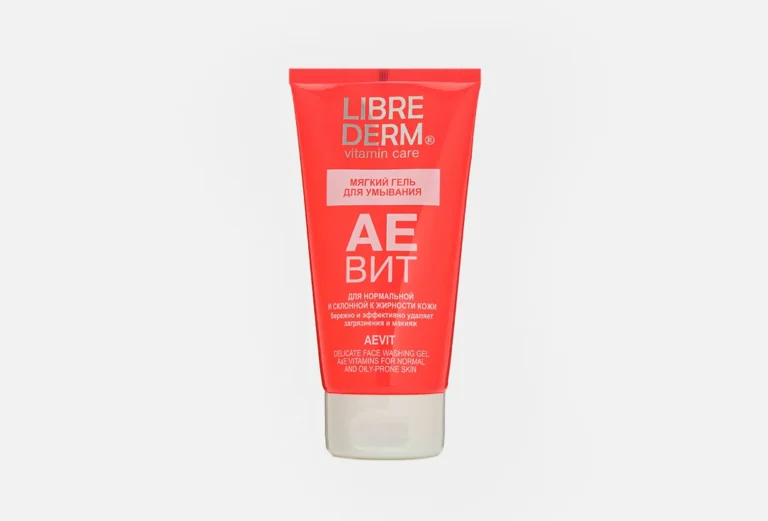 LIBRE
DERM®
vitamin care
МЯГКИЙ ГЕЛЬ
ДЛЯ УМЫВАНИЯ
АЕ
ВИТ
ДЛЯ НОРМАЛЬНОЙ
И СКЛОННОЙ К ЖИРНОСТИ КОЖИ
бережно и эффективно удаляет
загрязнения и макияж
AEVIT
DELICATE FACE WASHING GEL
A&E VITAMINS FOR NORMAL
AND OILY-PRONE SKIN